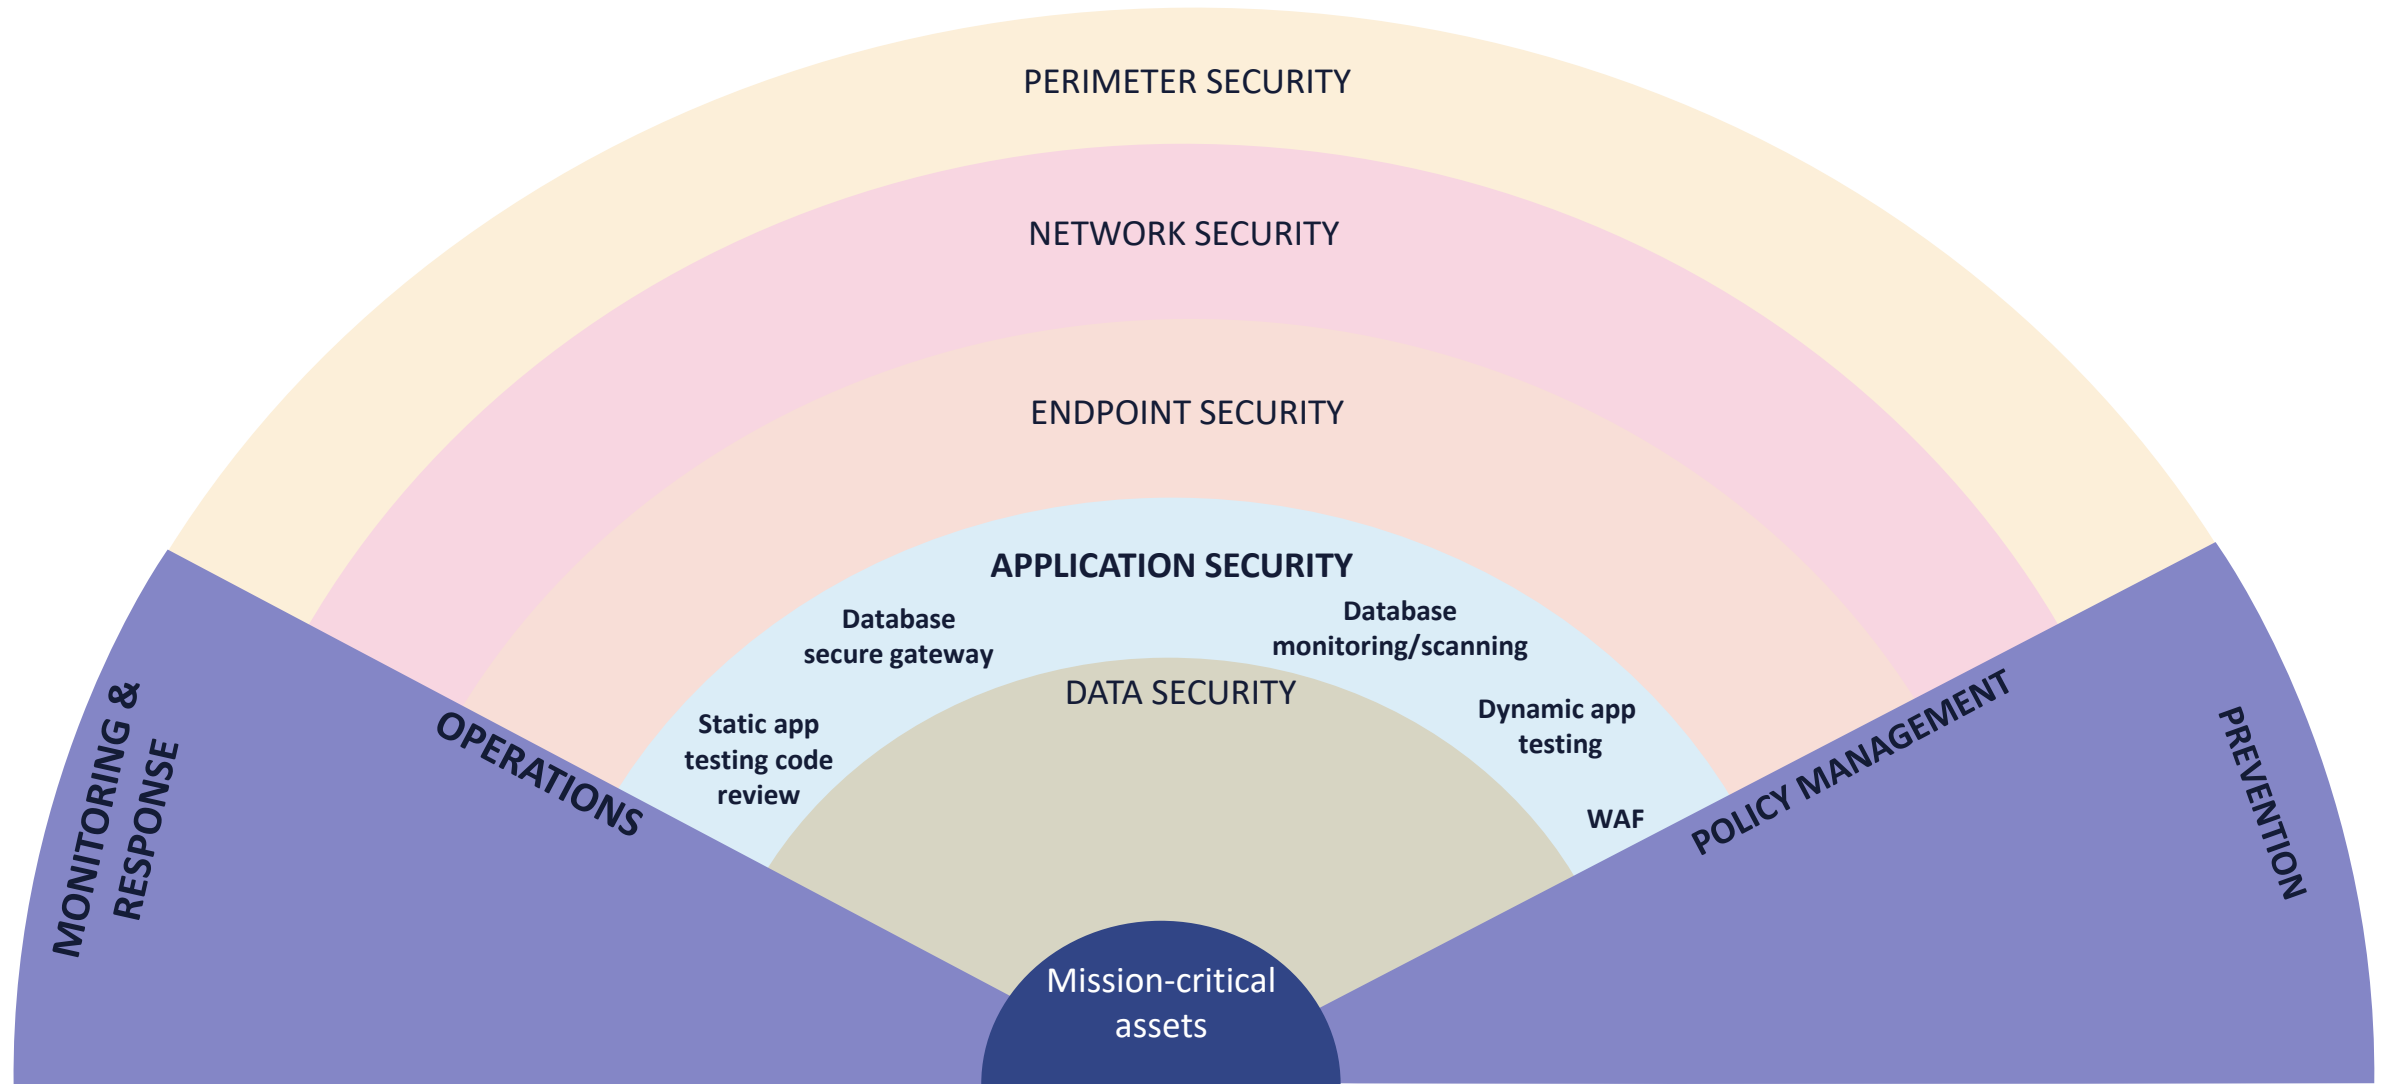 PERIMETER SECURITY
NETWORK SECURITY
ENDPOINT SECURITY
APPLICATION SECURITY
Database
secure gateway
Database
monitoring/scanning
Static app
testing code
review
DATA SECURITY
Dynamic app
testing
WAF
MONITORING &
RESPONSE
OPERATIONS
POLICY MANAGEMENT
PREVENTION
Mission-critical
assets